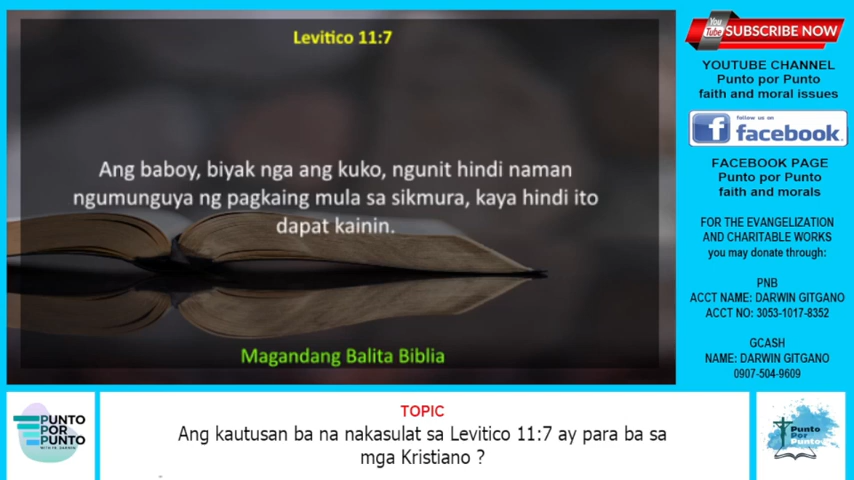 Levitico 11:7
Ang baboy, biyak nga ang kuko, ngunit hindi naman
ngumunguya ng pagkaing mula sa sikmura, kaya hindi ito
dapat kainin.
Magandang Balita Biblia
You
Tube
SUBSCRIBE NOW
YOUTUBE CHANNEL
Punto por Punto
faith and moral issues
follow us on
facebook
FACEBOOK PAGE
Punto por Punto
faith and morals
FOR THE EVANGELIZATION
AND CHARITABLE WORKS
you may donate through:
PNB
ACCT NAME: DARWIN GITGANO
ACCT NO: 3053-1017-8352
GCASH
NAME: DARWIN GITGANO
0907-504-9609
PUNTO
POR
PUNTO
TOPIC
Ang kautusan ba na nakasulat sa Levitico 11:7 ay para ba sa
mga Kristiano ?
Punto
Por
Punto